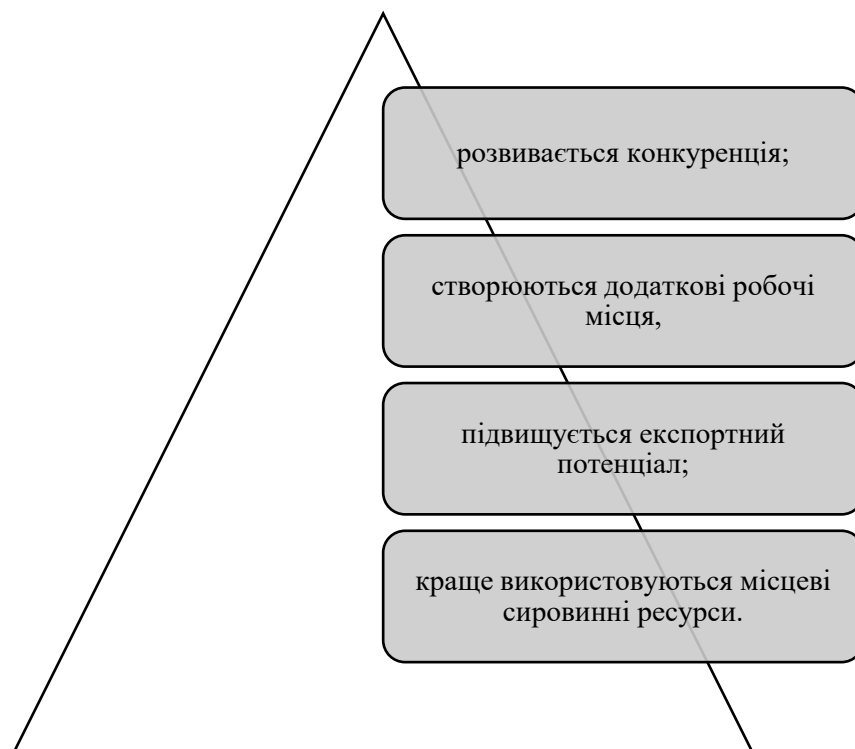 розвивається конкуренція;
створюються додаткові робочі
місця,
підвищується експортний
потенціал;
краще використовуються місцеві
сировинні ресурси.